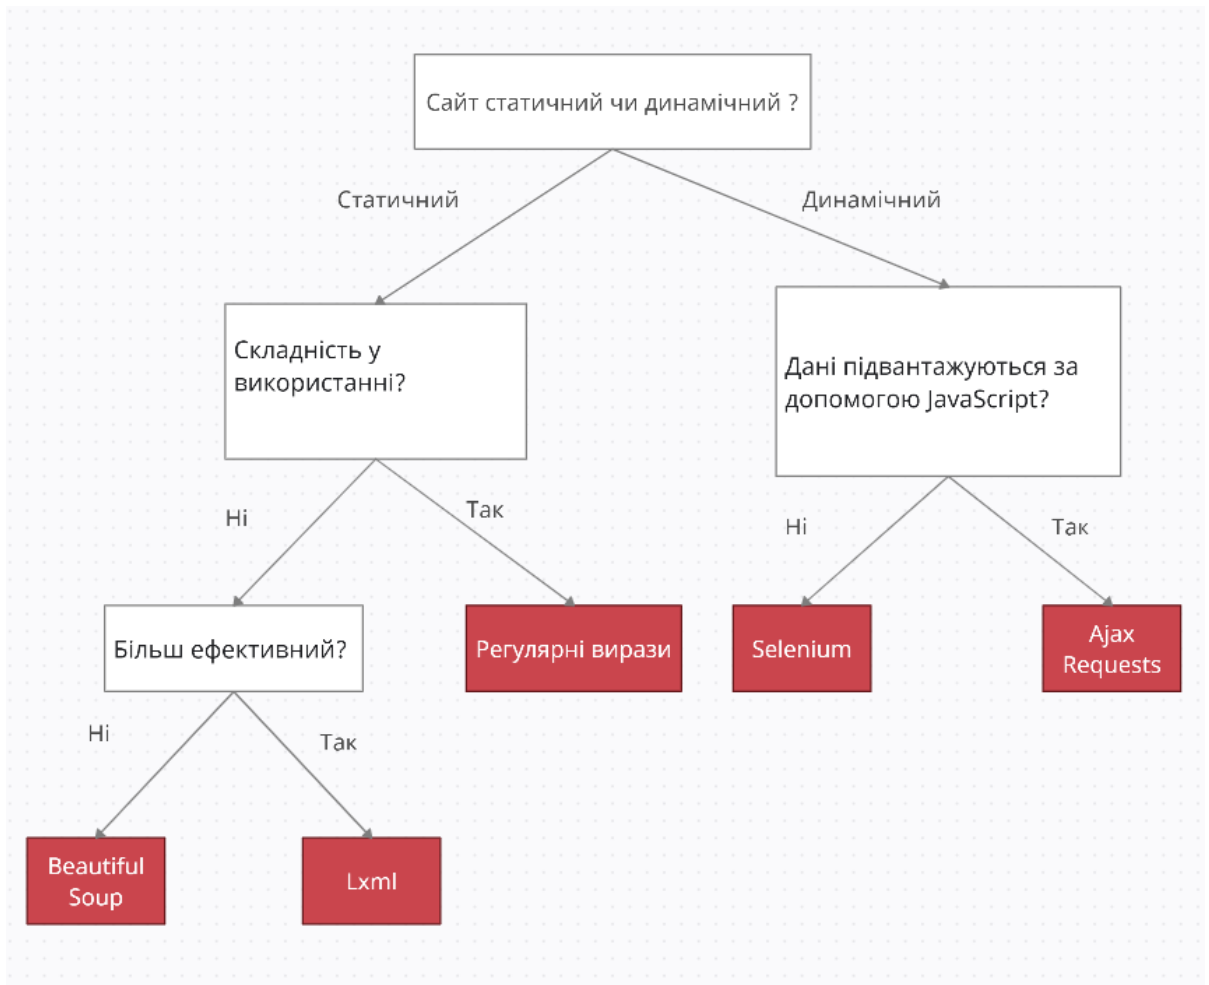 Сайт статичний чи динамічний ?
Статичний
Динамічний
Складність у
використанні?
Дані підвантажуються за
допомогою JavaScript?
Ні
Так
Ні
Так
Більш ефективний?
Регулярні вирази
Selenium
Ajax
Requests
Ні
Так
Beautiful
Soup
Lxml